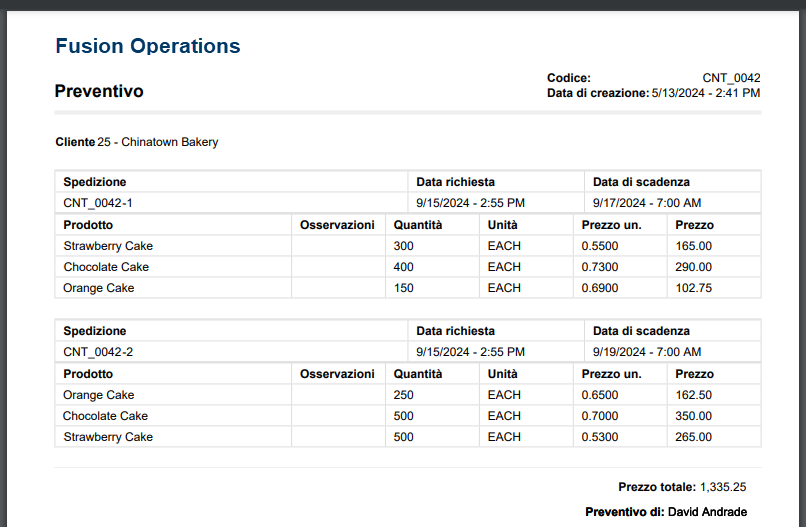 Fusion Operations
Preventivo
Codice: CNT_0042
Data di creazione: 5/13/2024 - 2:41 PM
Cliente 25 - Chinatown Bakery
Spedizione Data richiesta Data di scadenza
CNT_0042-1 9/15/2024 - 2:55 PM 9/17/2024 - 7:00 AM
Prodotto Osservazioni Quantità Unità Prezzo un. Prezzo
Strawberry Cake 300 EACH 0.5500 165.00
Chocolate Cake 400 EACH 0.7300 290.00
Orange Cake 150 EACH 0.6900 102.75
Spedizione Data richiesta Data di scadenza
CNT_0042-2 9/15/2024 - 2:55 PM 9/19/2024 - 7:00 AM
Prodotto Osservazioni Quantità Unità Prezzo un. Prezzo
Orange Cake 250 EACH 0.6500 162.50
Chocolate Cake 500 EACH 0.7000 350.00
Strawberry Cake 500 EACH 0.5300 265.00
Prezzo totale: 1,335.25
Preventivo di: David Andrade